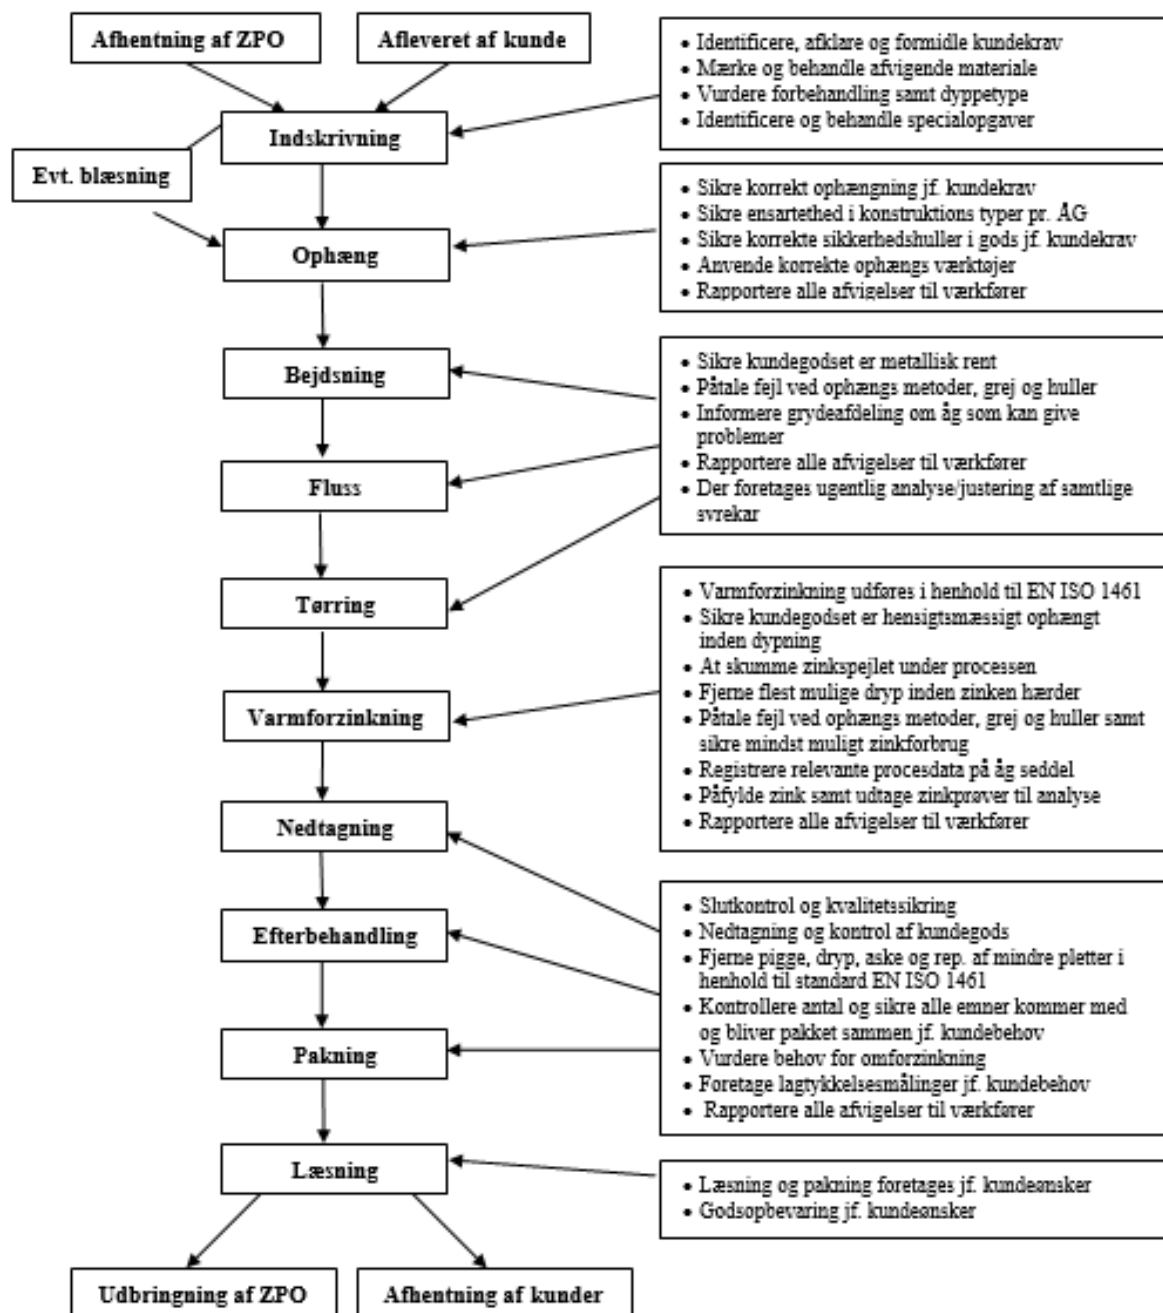 Afhentning af ZPO
Afleveret af kunde
• Identificere, afklare og formidle kundekrav
• Mærke og behandle afvigende materiale
• Vurdere forbehandling samt dyppetype
• Identificere og behandle specialopgaver
Indskrivning
Evt. blæsning
• Sikre korrekt ophængning jf. kundekrav
• Sikre ensartethed i konstruktions typer pr. ÅG
• Sikre korrekte sikkerhedshuller i gods jf. kundekrav
• Anvende korrekte ophængs værktøjer
• Rapportere alle afvigelser til værkfører
Ophæng
Bejdsning
• Sikre kundegodset er metallisk rent
• Påtale fejl ved ophængs metoder, grej og huller
• Informere grydeafdeling om åg som kan give
problemer
• Rapportere alle afvigelser til værkfører
• Der foretages ugentlig analyse/justering af samtlige
syrekar
Fluss
Tørring
• Varmforzinkning udføres i henhold til EN ISO 1461
• Sikre kundegodset er hensigtsmæssigt ophængt
inden dypning
• At skumme zinkspejlet under processen
• Fjerne flest mulige dryp inden zinken hærder
• Påtale fejl ved ophængs metoder, grej og huller samt
sikre mindst muligt zinkforbrug
• Registrere relevante procesdata på åg seddel
• Påfylde zink samt udtage zinkprøver til analyse
• Rapportere alle afvigelser til værkfører
Varmforzinkning
Nedtagning
• Slutkontrol og kvalitetssikring
• Nedtagning og kontrol af kundegods
• Fjerne pigge, dryp, aske og rep. af mindre pletter i
henhold til standard EN ISO 1461
• Kontrollere antal og sikre alle emner kommer med
og bliver pakket sammen jf. kundebehov
• Vurdere behov for omforzinkning
• Foretage lagtykkelsesmålinger jf. kundebehov
• Rapportere alle afvigelser til værkfører
Efterbehandling
Pakning
Læsning
• Læsning og pakning foretages jf. kundeønsker
• Godsopbevaring jf. kundeønsker
Udbringning af ZPO
Afhentning af kunder